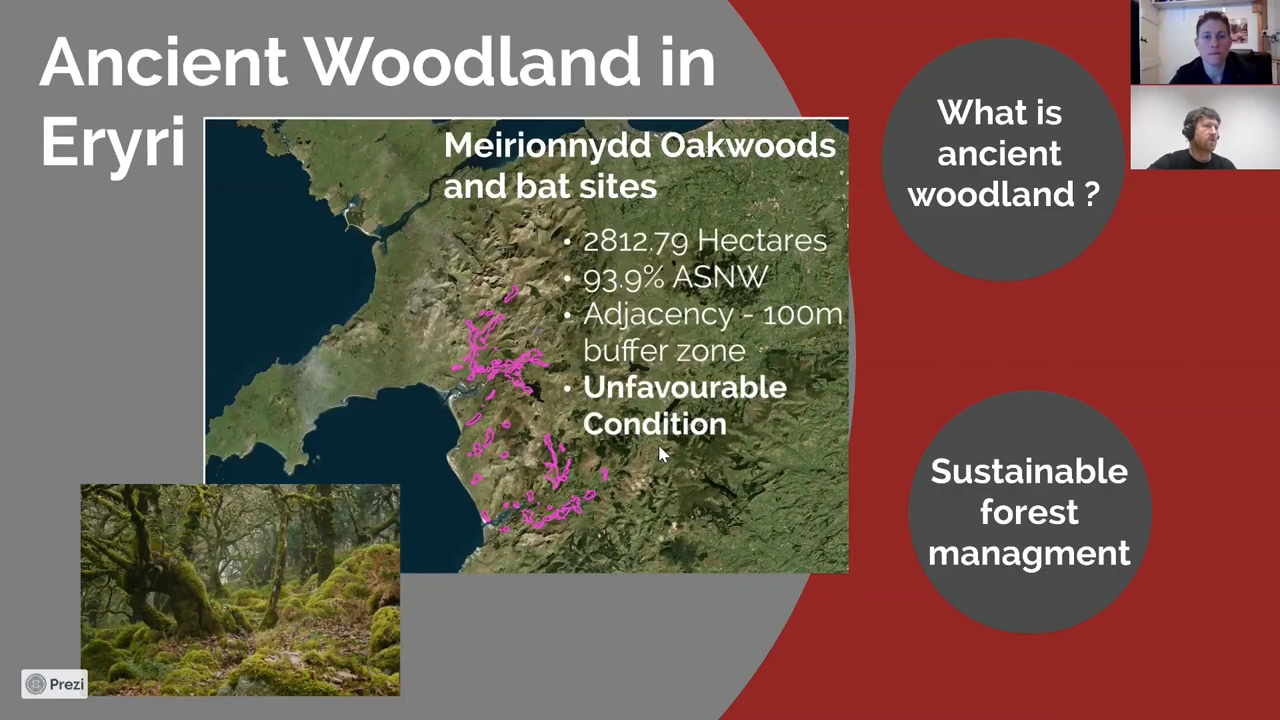 Ancient Woodland in
Eryri
Meirionnydd Oakwoods
and bat sites
• 2812.79 Hectares
• 93.9% ASNW
• Adjacency - 100m
buffer zone
• Unfavourable
Condition
What is
ancient
woodland ?
Sustainable
forest
managment
Prezi